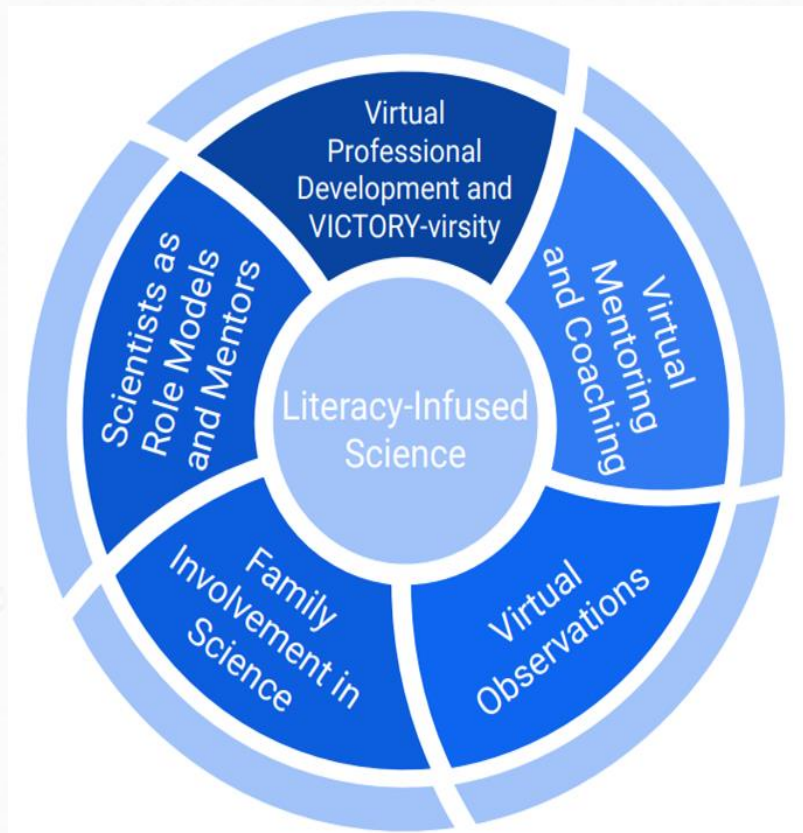 Virtual
Professional
Development and
VICTORY-virsity
Virtual
Mentoring
and Coaching
Virtual
Observations
Family
Involvement in
Science
Scientists as
Role Models
and Mentors
Literacy-Infused
Science